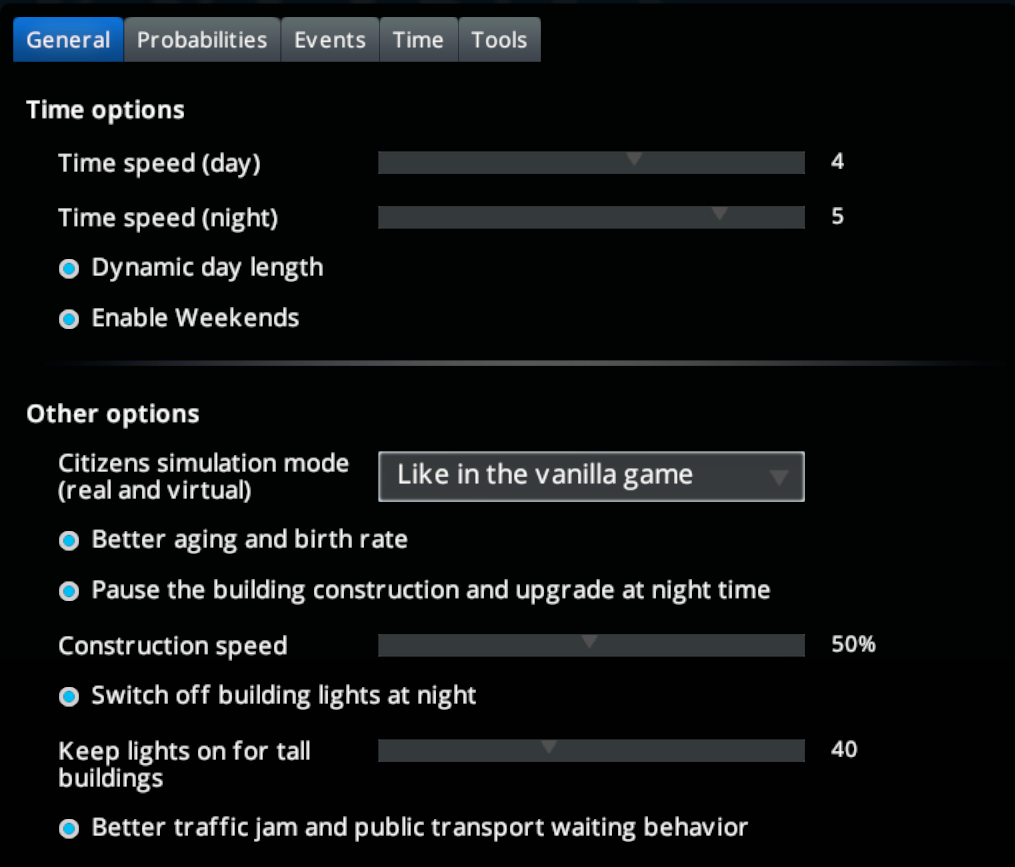 General Probabilities Events Time Tools
Time options
Time speed (day) 4
Time speed (night) 5
Dynamic day length
Enable Weekends
Other options
Citizens simulation mode
(real and virtual)
Like in the vanilla game
Better aging and birth rate
Pause the building construction and upgrade at night time
Construction speed 50%
Switch off building lights at night
Keep lights on for tall 40
buildings
Better traffic jam and public transport waiting behavior